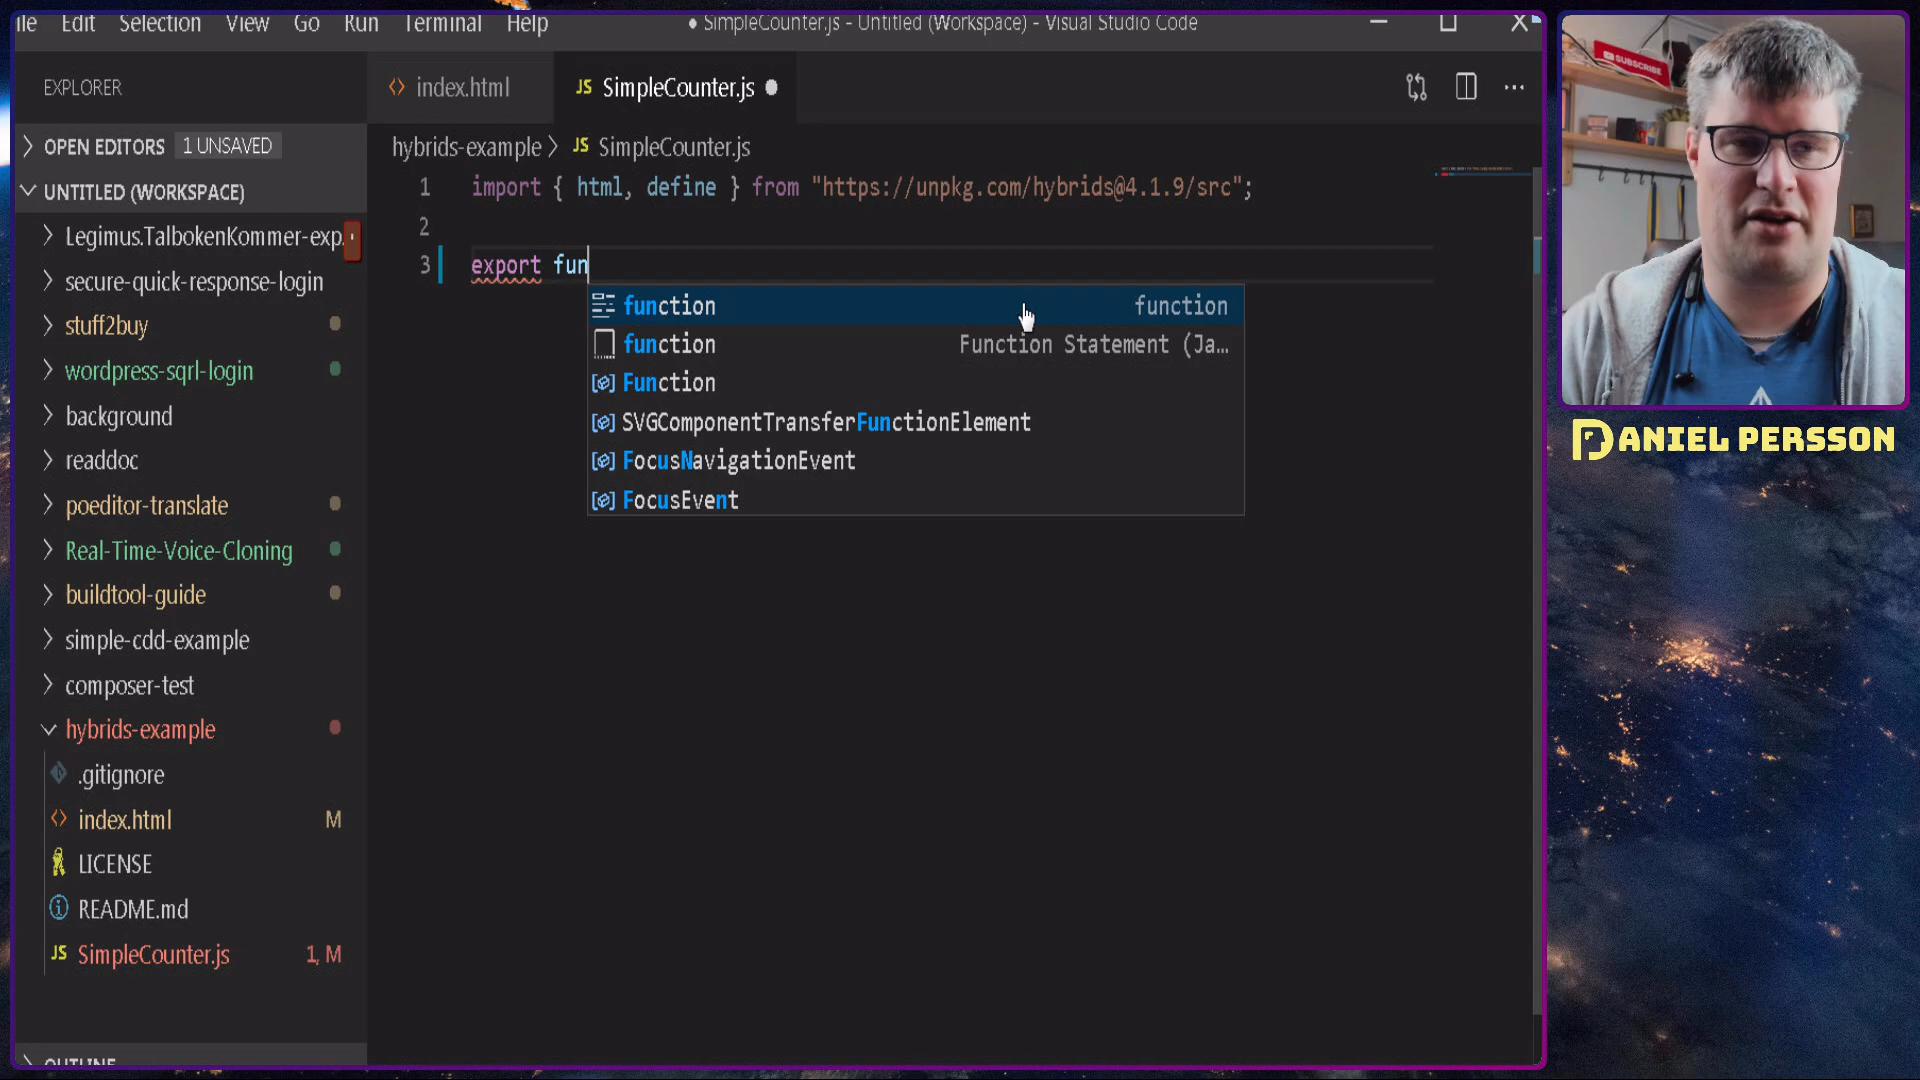 ile Edit Selection View Go Run Terminal Help
● SimpleCounter.js - Untitled (Workspace) - Visual Studio Code
SUBSCRIBE
EXPLORER
<> index.html
JS SimpleCounter.js ●
OPEN EDITORS 1 UNSAVED
UNTITLED (WORKSPACE)
Legimus.TalbokenKommer-exp.
secure-quick-response-login
stuff2buy
wordpress-sqrl-login
background
readdoc
poeditor-translate
Real-Time-Voice-Cloning
buildtool-guide
simple-cdd-example
composer-test
hybrids-example
.gitignore
<> index.html M
LICENSE
README.md
JS SimpleCounter.js 1, M
OUTLINE
hybrids-example > JS SimpleCounter.js
1 import { html, define } from "https://unpkg.com/hybrids@4.1.9/src";
2
3 export fun
function function
function Function Statement (Ja...
Function
SVGComponentTransferFunctionElement
FocusNavigationEvent
FocusEvent
DANIEL PERSSON